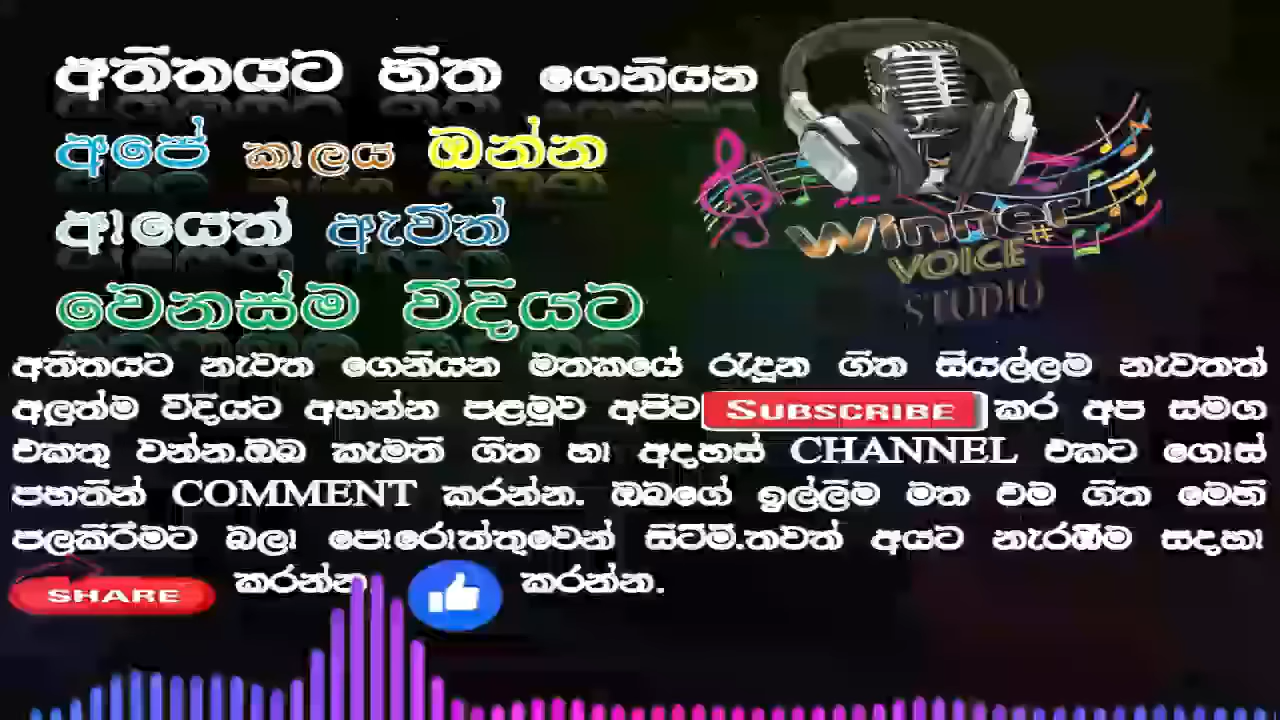 අතිතයට හිත ගෙනියන
අපේ කාලය ඔන්න
ආයෙත් ඇවිත්
වෙනස්ම විදියට
winner
VOICE #
STUDIO
අතිතයට නැවත ගෙනියන මතකයේ රැදූන ගිත සියල්ලම නැවතත්
අලුත්ම විදියට අහන්න පළමුව අපිව SUBSCRIBE කර අප සමග
එකතු වන්න.ඔබ කැමති ගිත හා අදහස් CHANNEL එකට ගොස්
පහතින් COMMENT කරන්න. ඔබගේ ඉල්ලිම මත එම ගිත මෙහි
පලකිරීමට බලා පොරොත්තුවෙන් සිටිමි.තවත් අයට නැරඹීම සදහා
SHARE කරන්න. කරන්න.